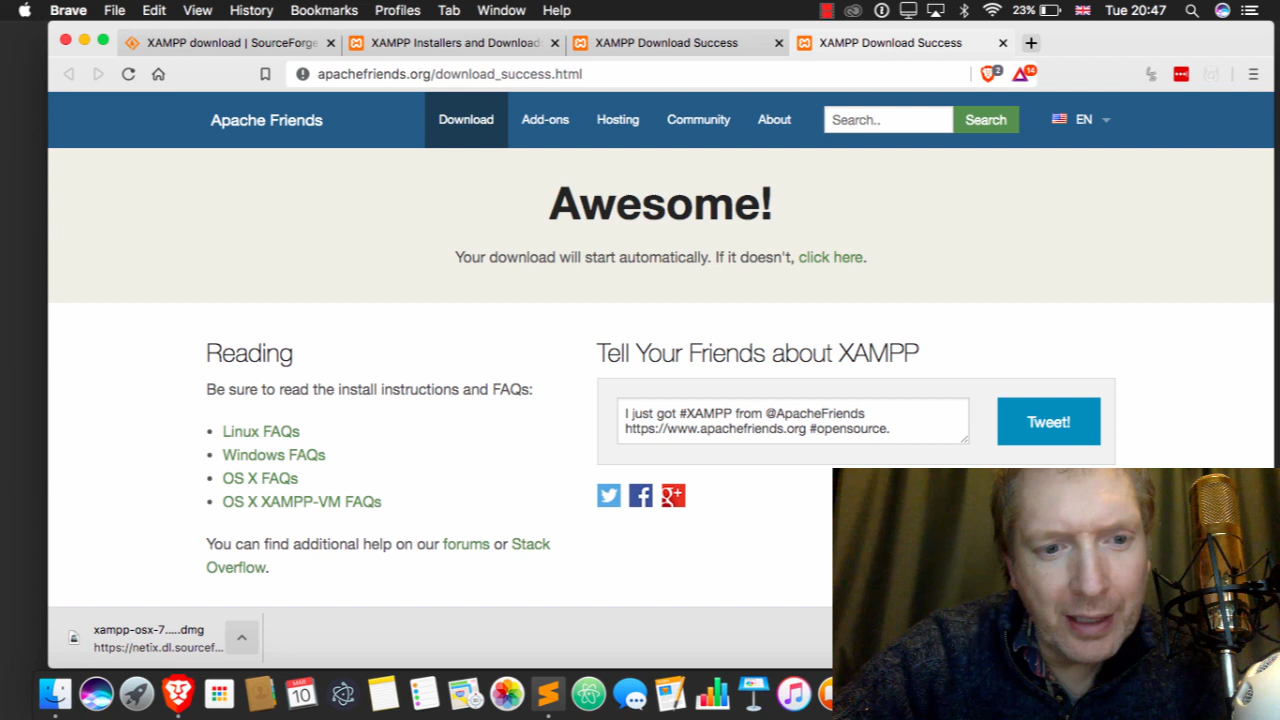 Brave File Edit View History Bookmarks Profiles Tab Window Help 23% Tue 20:47
XAMPP download | SourceForge XAMPP Installers and Download XAMPP Download Success XAMPP Download Success
apachefriends.org/download_success.html 2 14
Apache Friends Download Add-ons Hosting Community About Search.. Search EN
Awesome!
Your download will start automatically. If it doesn't, click here.
Reading
Be sure to read the install instructions and FAQs:
• Linux FAQs
• Windows FAQs
• OS X FAQs
• OS X XAMPP-VM FAQs
You can find additional help on our forums or Stack
Overflow.
Tell Your Friends about XAMPP
I just got #XAMPP from @ApacheFriends
https://www.apachefriends.org #opensource.
Tweet!
g+
xampp-osx-7.....dmg
https://netix.dl.sourcef...
MAR
10